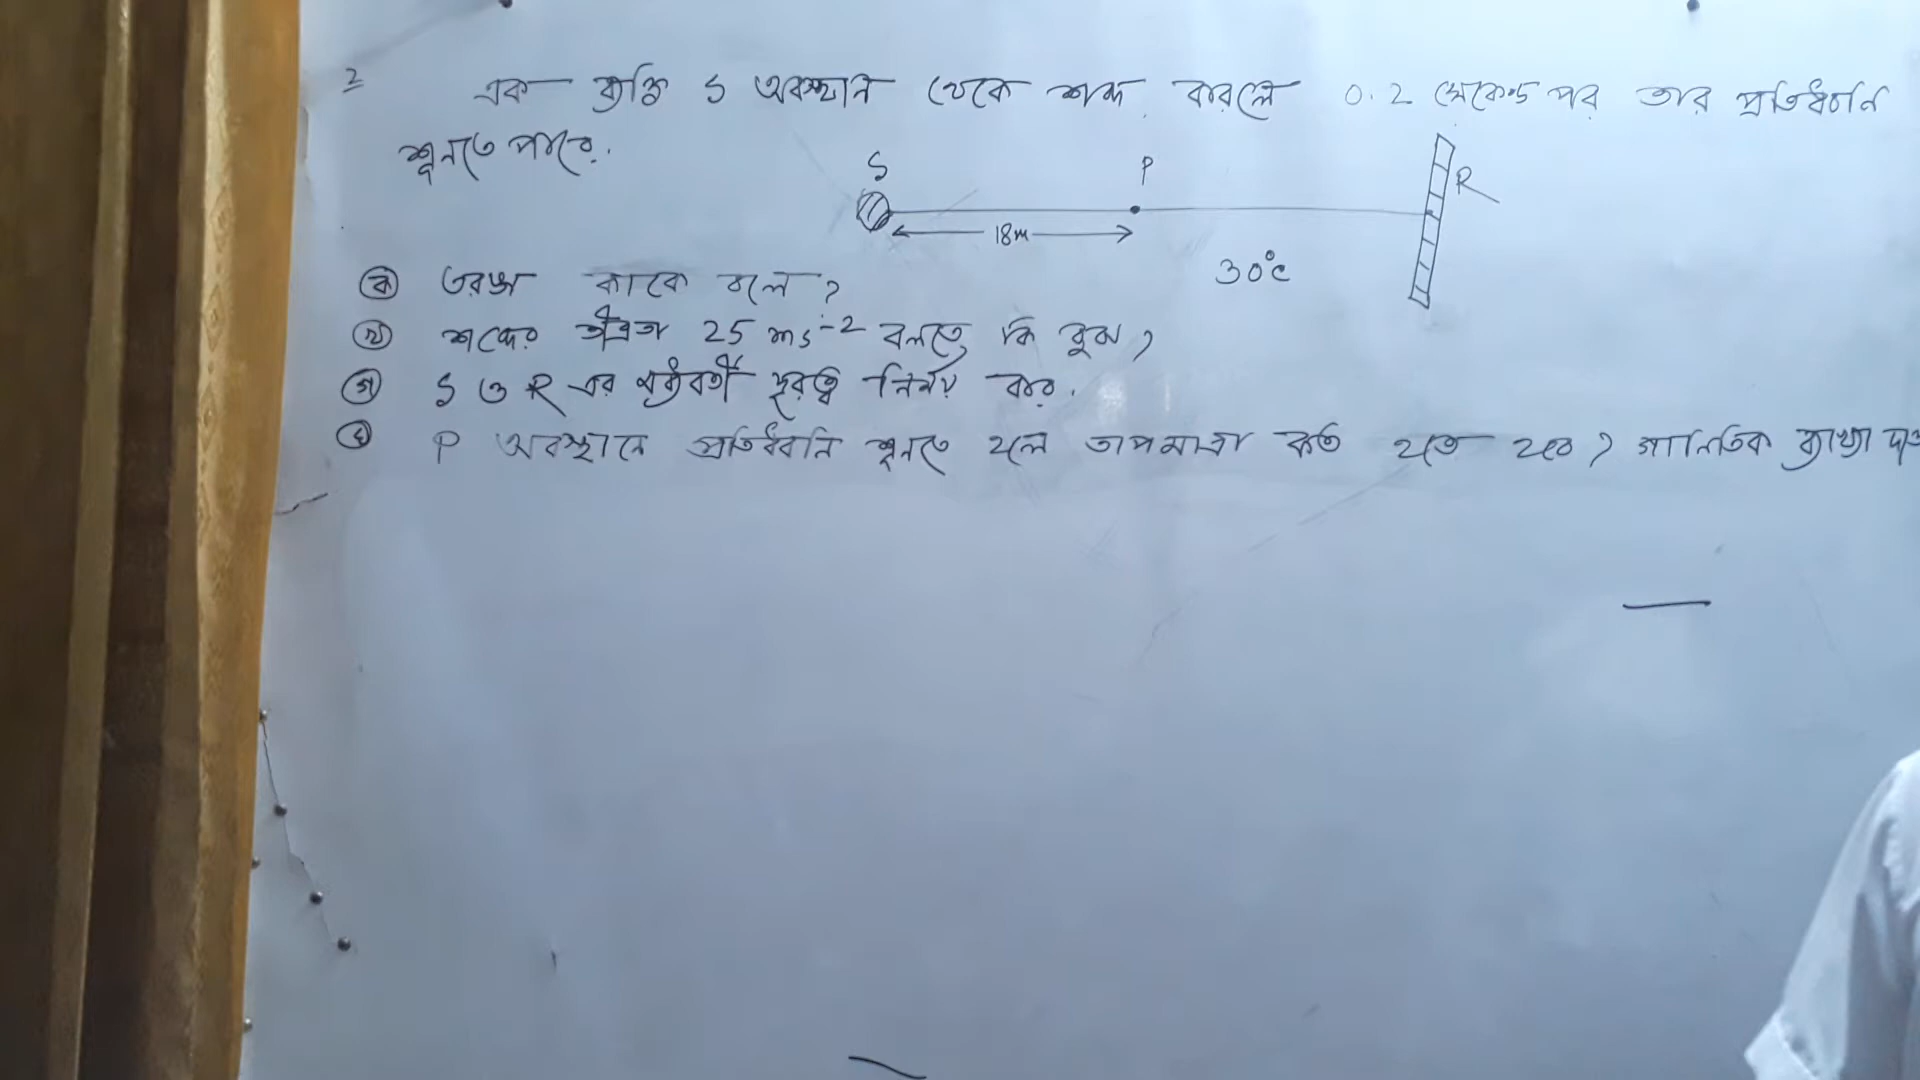 ২ এক ব্যক্তি S অবস্থান থেকে শব্দ করলে 0.2 সেকেন্ড পর তার প্রতিধ্বনি
শুনতে পারে.
S P R
18m
30°c
ক তরঙ্গ কাকে বলে ?
খ শব্দের তীব্রতা 25 ms⁻² বলতে কি বুঝ ?
গ S ও R এর মধ্যবর্তী দূরত্ব নির্নয় কর.
ঘ P অবস্থানে প্রতিধ্বনি শুনতে হলে তাপমাত্রা কত হতে হবে ? গানিতিক ব্যাখ্যা দাও